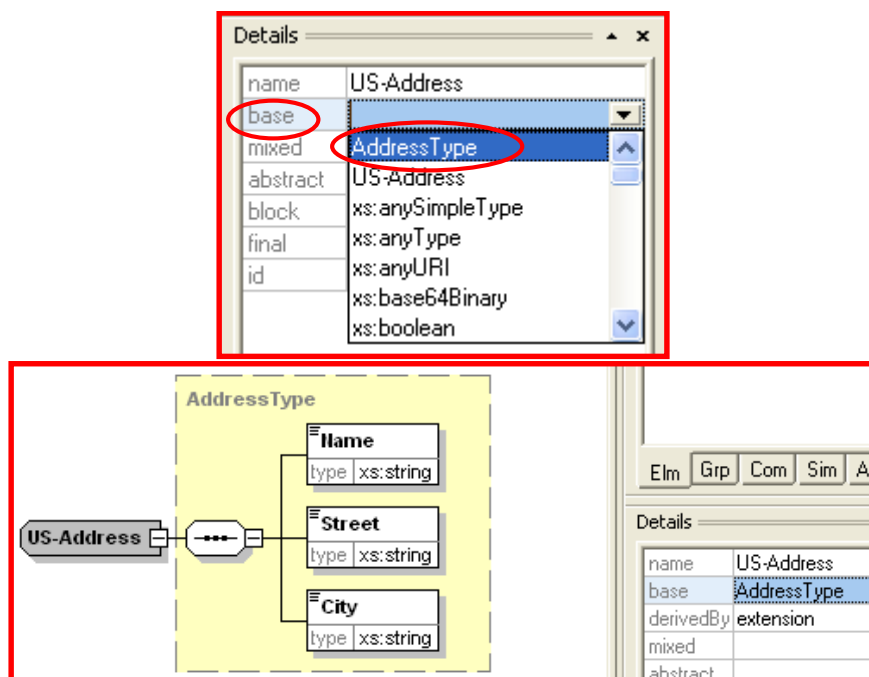 Details
name US-Address
base
mixed AddressType
abstract US-Address
block xs:anySimpleType
final xs:anyType
id xs:anyURI
xs:base64Binary
xs:boolean
AddressType
Name
type xs:string
US-Address
Street
type xs:string
City
type xs:string
Elm Grp Com Sim A
Details
name US-Address
base AddressType
derivedBy extension
mixed
abstract